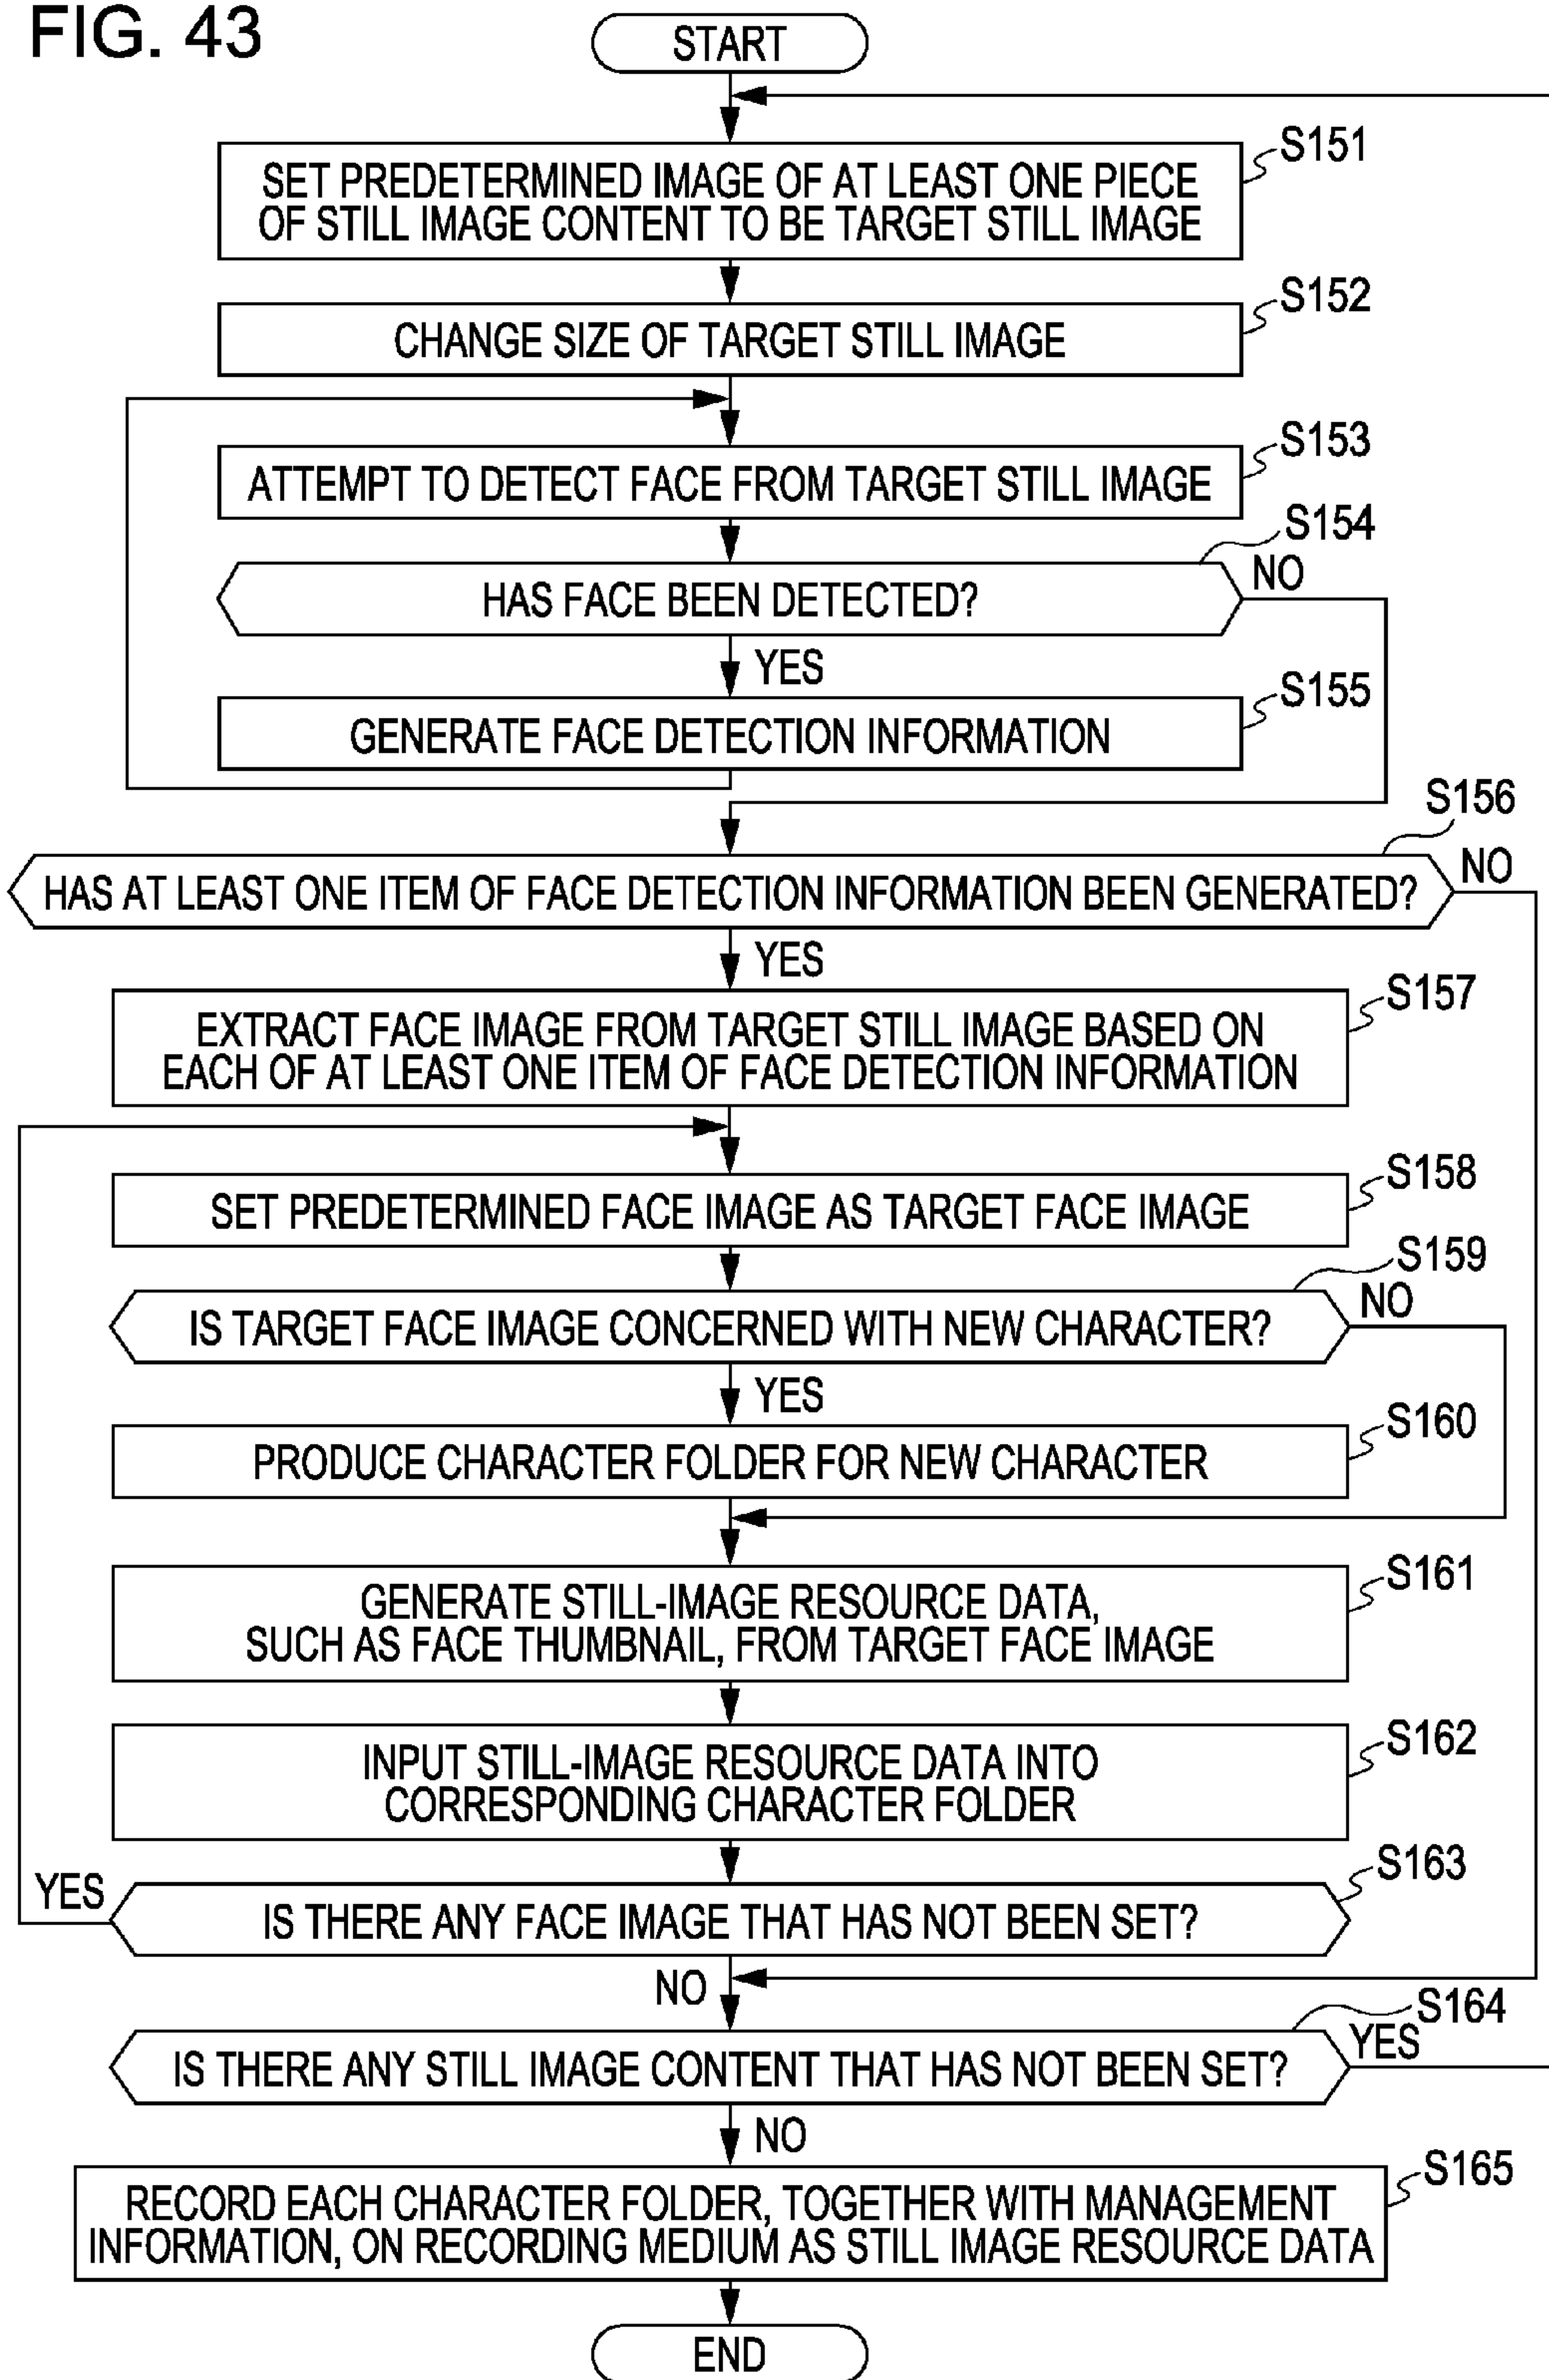 FIG. 43
START
S151
SET PREDETERMINED IMAGE OF AT LEAST ONE PIECE
OF STILL IMAGE CONTENT TO BE TARGET STILL IMAGE
S152
CHANGE SIZE OF TARGET STILL IMAGE
S153
ATTEMPT TO DETECT FACE FROM TARGET STILL IMAGE
S154
HAS FACE BEEN DETECTED?
NO
YES
S155
GENERATE FACE DETECTION INFORMATION
S156
HAS AT LEAST ONE ITEM OF FACE DETECTION INFORMATION BEEN GENERATED?
NO
YES
S157
EXTRACT FACE IMAGE FROM TARGET STILL IMAGE BASED ON
EACH OF AT LEAST ONE ITEM OF FACE DETECTION INFORMATION
S158
SET PREDETERMINED FACE IMAGE AS TARGET FACE IMAGE
S159
IS TARGET FACE IMAGE CONCERNED WITH NEW CHARACTER?
NO
YES
S160
PRODUCE CHARACTER FOLDER FOR NEW CHARACTER
S161
GENERATE STILL-IMAGE RESOURCE DATA,
SUCH AS FACE THUMBNAIL, FROM TARGET FACE IMAGE
S162
INPUT STILL-IMAGE RESOURCE DATA INTO
CORRESPONDING CHARACTER FOLDER
S163
YES
IS THERE ANY FACE IMAGE THAT HAS NOT BEEN SET?
NO
S164
IS THERE ANY STILL IMAGE CONTENT THAT HAS NOT BEEN SET?
YES
NO
S165
RECORD EACH CHARACTER FOLDER, TOGETHER WITH MANAGEMENT
INFORMATION, ON RECORDING MEDIUM AS STILL IMAGE RESOURCE DATA
END